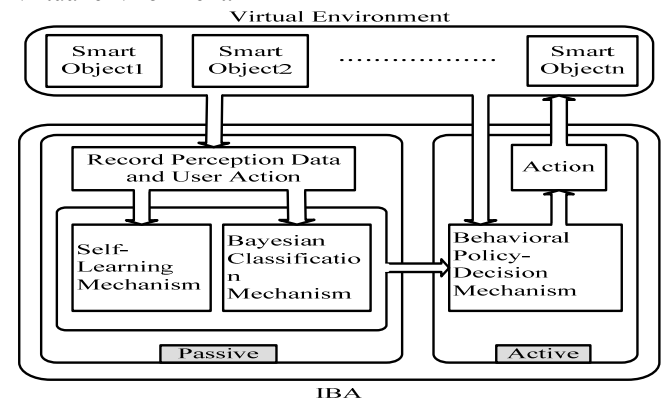 Virtual Environment
Smart
Object1
Smart
Object2
....................
Smart
Objectn
Record Perception Data
and User Action
Action
Self-
Learning
Mechanism
Bayesian
Classificatio
n
Mechanism
Behavioral
Policy-
Decision
Mechanism
Passive
Active
IBA